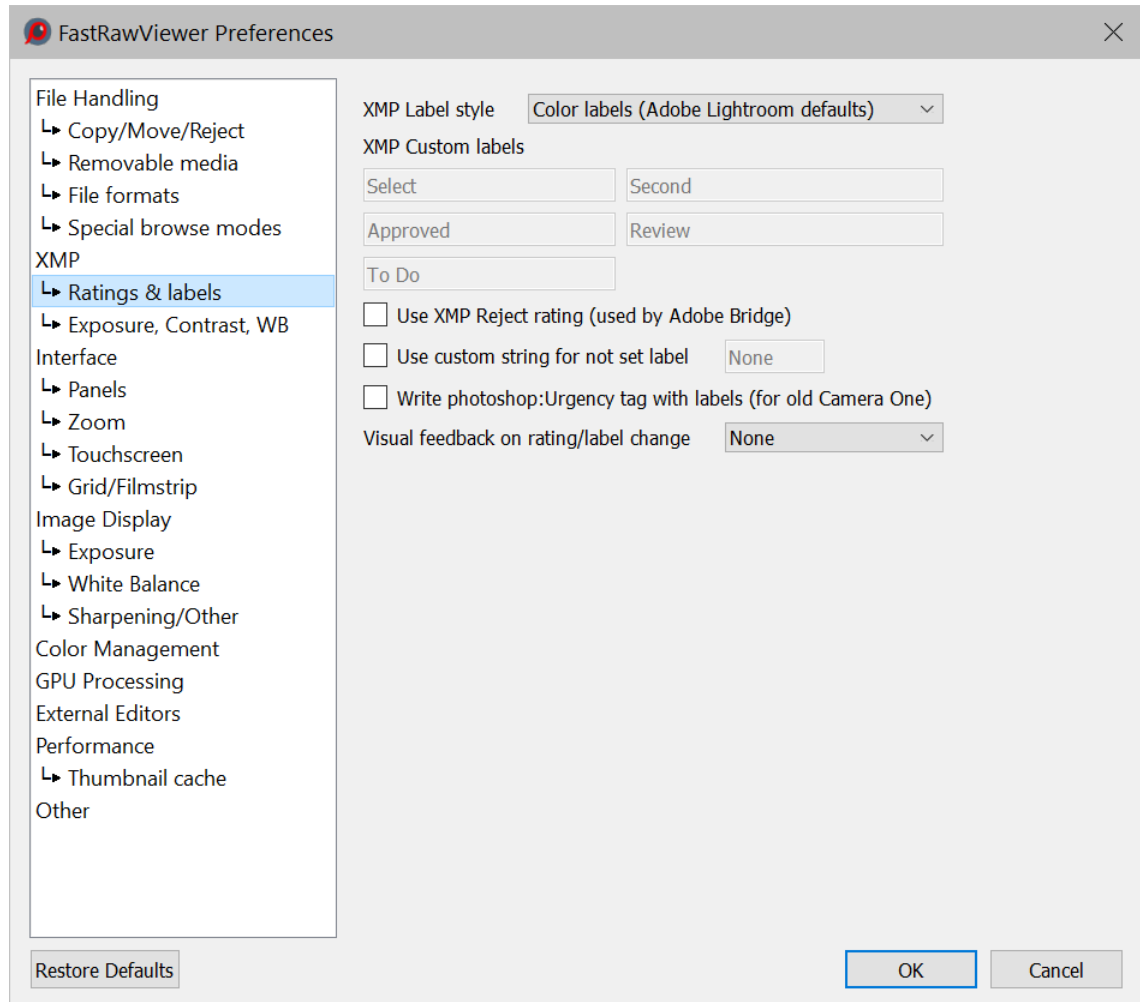 FastRawViewer Preferences
File Handling
Copy/Move/Reject
Removable media
File formats
Special browse modes
XMP
Ratings & labels
Exposure, Contrast, WB
Interface
Panels
Zoom
Touchscreen
Grid/Filmstrip
Image Display
Exposure
White Balance
Sharpening/Other
Color Management
GPU Processing
External Editors
Performance
Thumbnail cache
Other
XMP Label style Color labels (Adobe Lightroom defaults)
XMP Custom labels
Select Second
Approved Review
To Do
Use XMP Reject rating (used by Adobe Bridge)
Use custom string for not set label None
Write photoshop:Urgency tag with labels (for old Camera One)
Visual feedback on rating/label change None
Restore Defaults OK Cancel